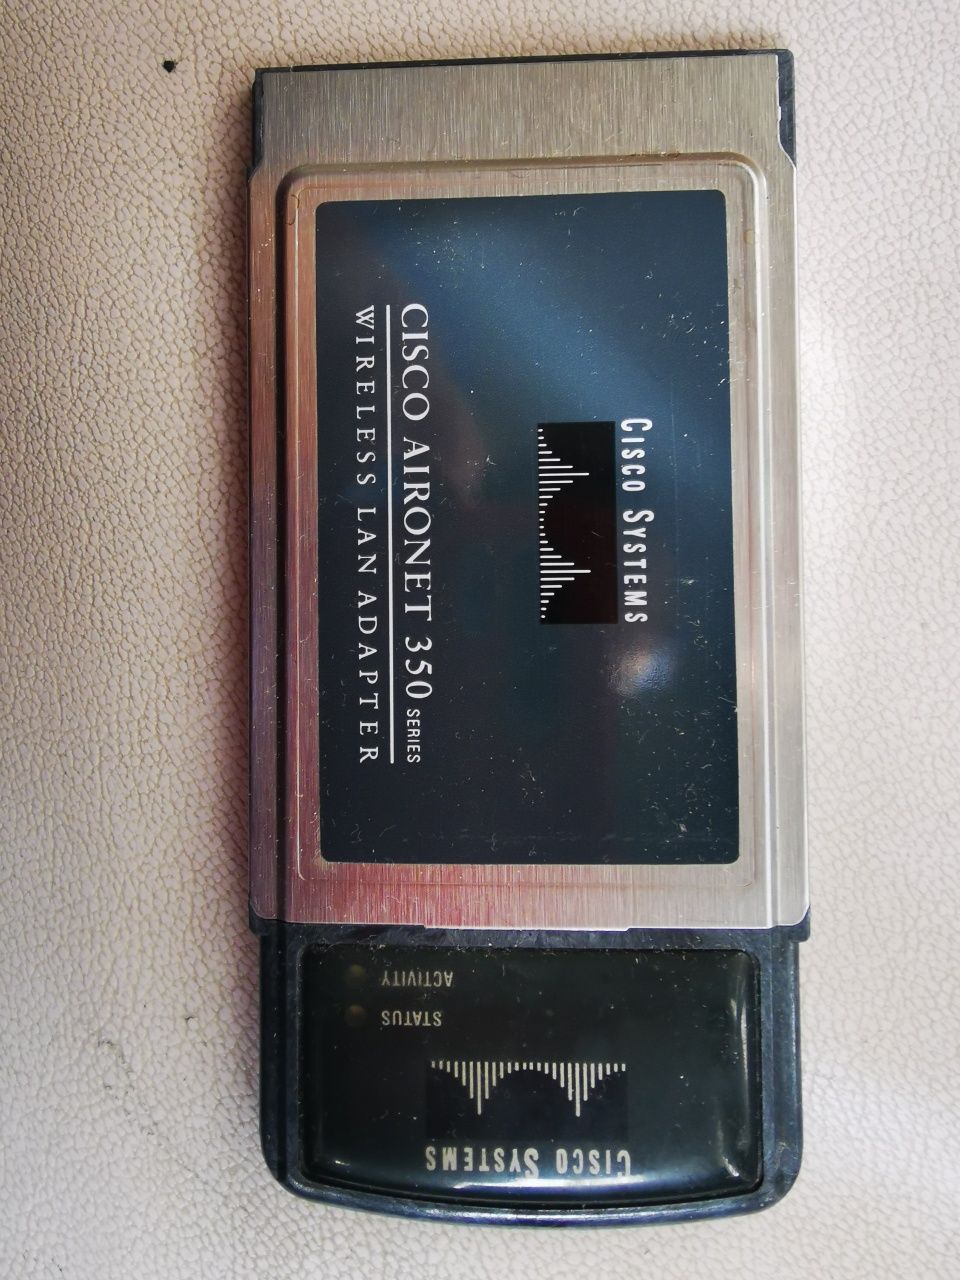 CISCO SYSTEMS
CISCO AIRONET 350 SERIES
WIRELESS LAN ADAPTER
ACTIVITY
STATUS
CISCO SYSTEMS